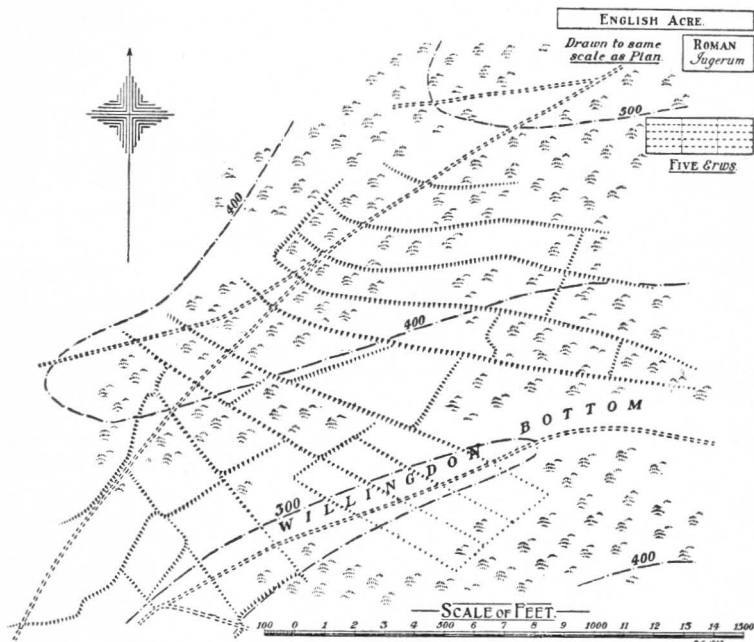 ENGLISH ACRE.
Drawn to same
scale as Plan.
ROMAN
Jugerum
FIVE Erws.
500
400
400
300
WILLINGDON BOTTOM
400
SCALE OF FEET.
100 0 1 2 3 4 500 6 7 8 9 1000 11 12 13 14 1500